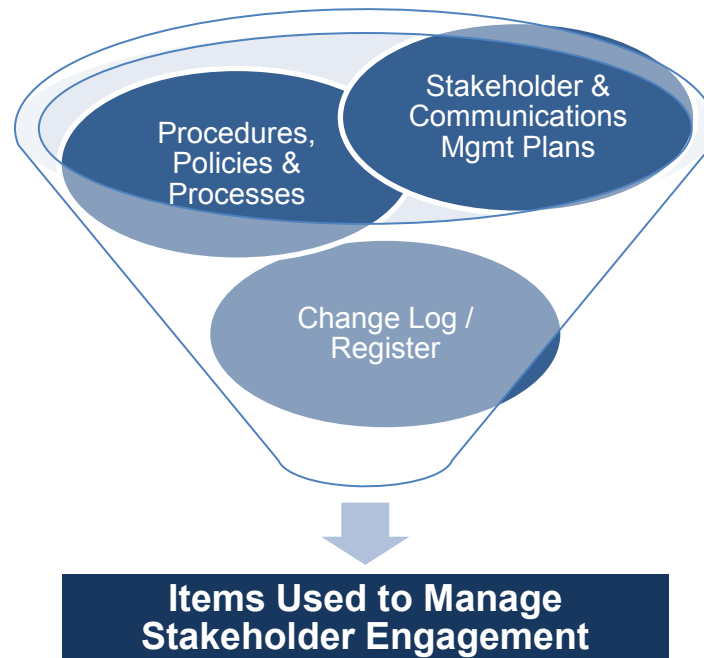 Stakeholder &
Communications
Mgmt Plans
Procedures,
Policies &
Processes
Change Log /
Register
Items Used to Manage
Stakeholder Engagement